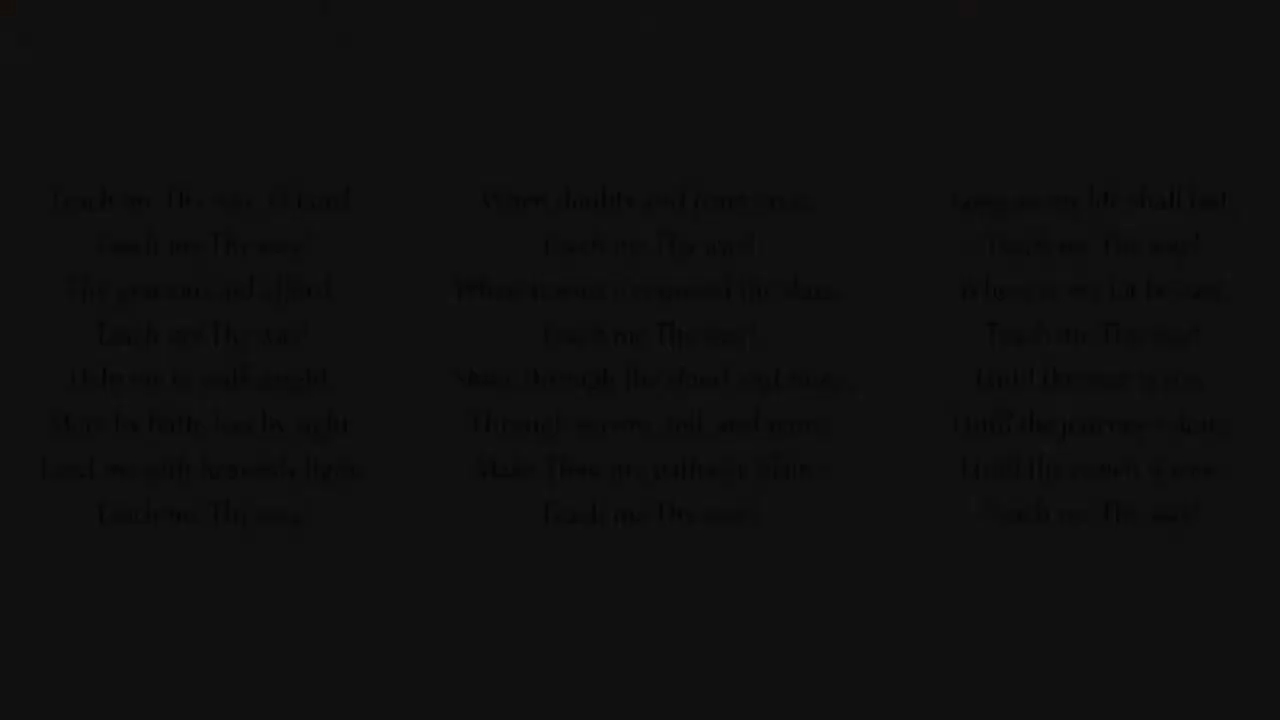 Teach me Thy way, O Lord,
Teach me Thy way!
Thy gracious aid afford,
Teach me Thy way!
Help me to walk aright,
More by faith, less by sight
Lead me with heavenly light
Teach me Thy way!
When doubts and fears arise,
Teach me Thy way!
When storms the skies,
Teach me Thy way!
Shine through the cloud and
Through sorrow, toil, and
Make Thou my pathway plain
Teach me Thy way!
Long as my life shall last,
Teach me Thy way!
Where'er my lot be cast,
Teach me Thy way!
Until the race is run,
Until the journey's done,
Until the crown is won,
Teach me Thy way!